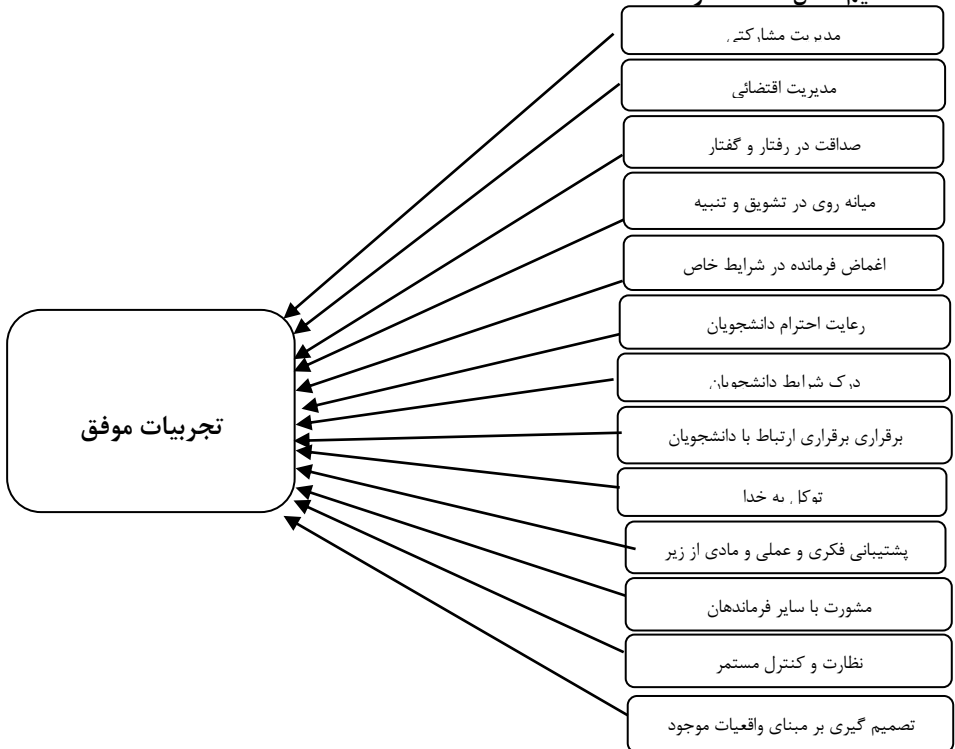 مدیریت مشارکتی
مدیریت اقتضائی
صداقت در رفتار و گفتار
میانه روی در تشویق و تنبیه
اغماض فرمانده در شرایط خاص
رعایت احترام دانشجویان
درک شرایط دانشجویان
برقراری برقراری ارتباط با دانشجویان
توکل به خدا
پشتیبانی فکری و عملی و مادی از زیر
مشورت با سایر فرماندهان
نظارت و کنترل مستمر
تصمیم گیری بر مبنای واقعیات موجود
تجربیات موفق